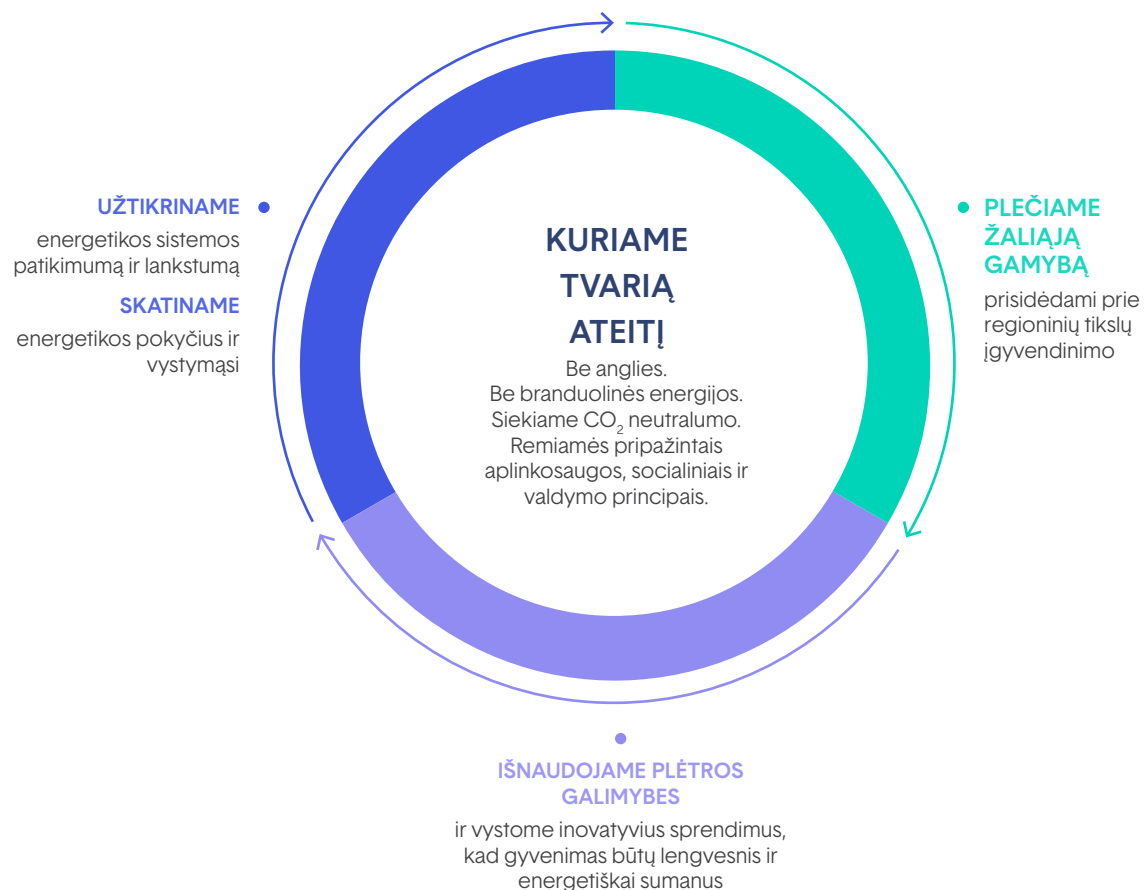 UŽTIKRINAME
energetikos sistemos
patikimumą ir lankstumą
SKATINAME
energetikos pokyčius ir
vystymąsi
KURIAME
TVARIĄ
ATEITĮ
Be anglies.
Be branduolinės energijos.
Siekiame CO₂ neutralumo.
Remiamės pripažintais
aplinkosaugos, socialiniais ir
valdymo principais.
PLEČIAME
ŽALIĄJĄ
GAMYBĄ
prisidėdami prie
regioninių tikslų
įgyvendinimo
IŠNAUDOJAME PLĖTROS
GALIMYBES
ir vystome inovatyvius sprendimus,
kad gyvenimas būtų lengvesnis ir
energetiškai sumanus